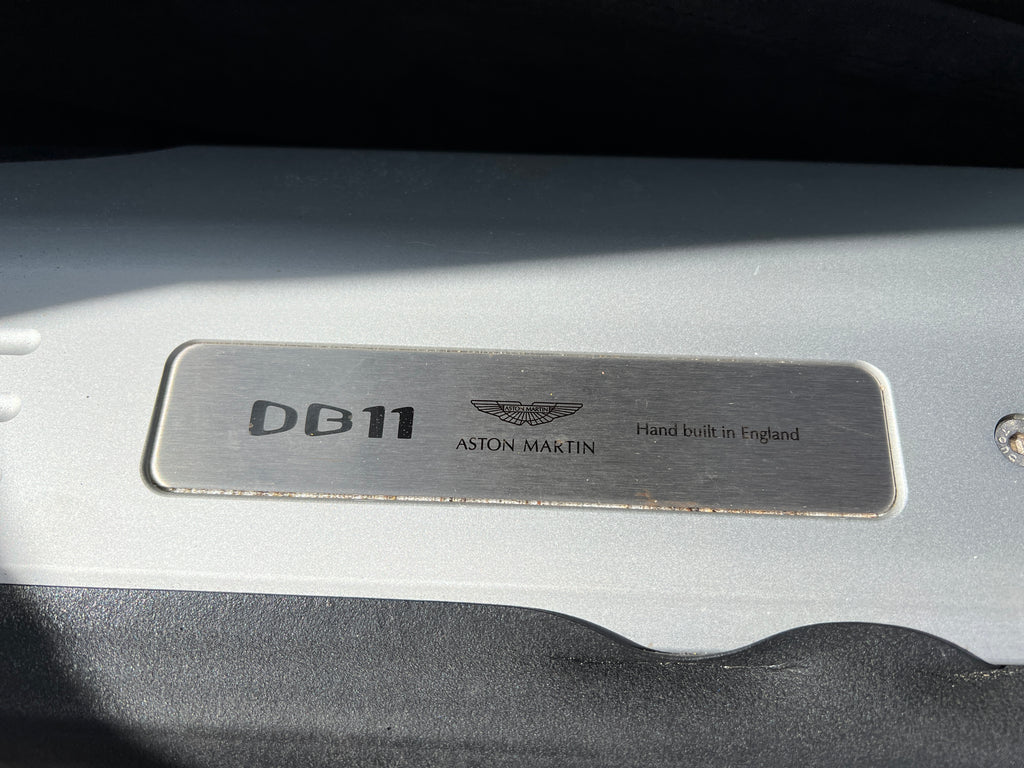 DB11
ASTON MARTIN
ASTON MARTIN
Hand built in England